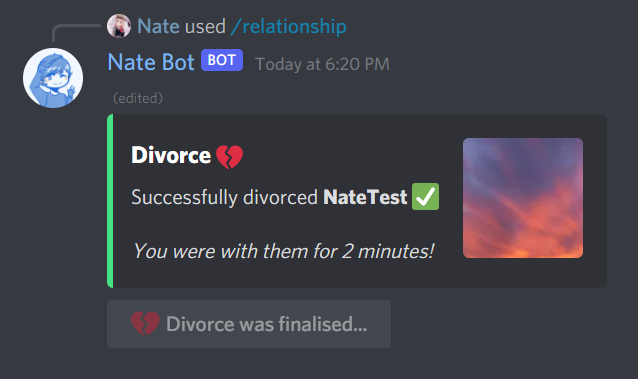 Nate used /relationship
Nate Bot BOT Today at 6:20 PM
(edited)
Divorce 💔
Successfully divorced NateTest ✅
You were with them for 2 minutes!
💔 Divorce was finalised...